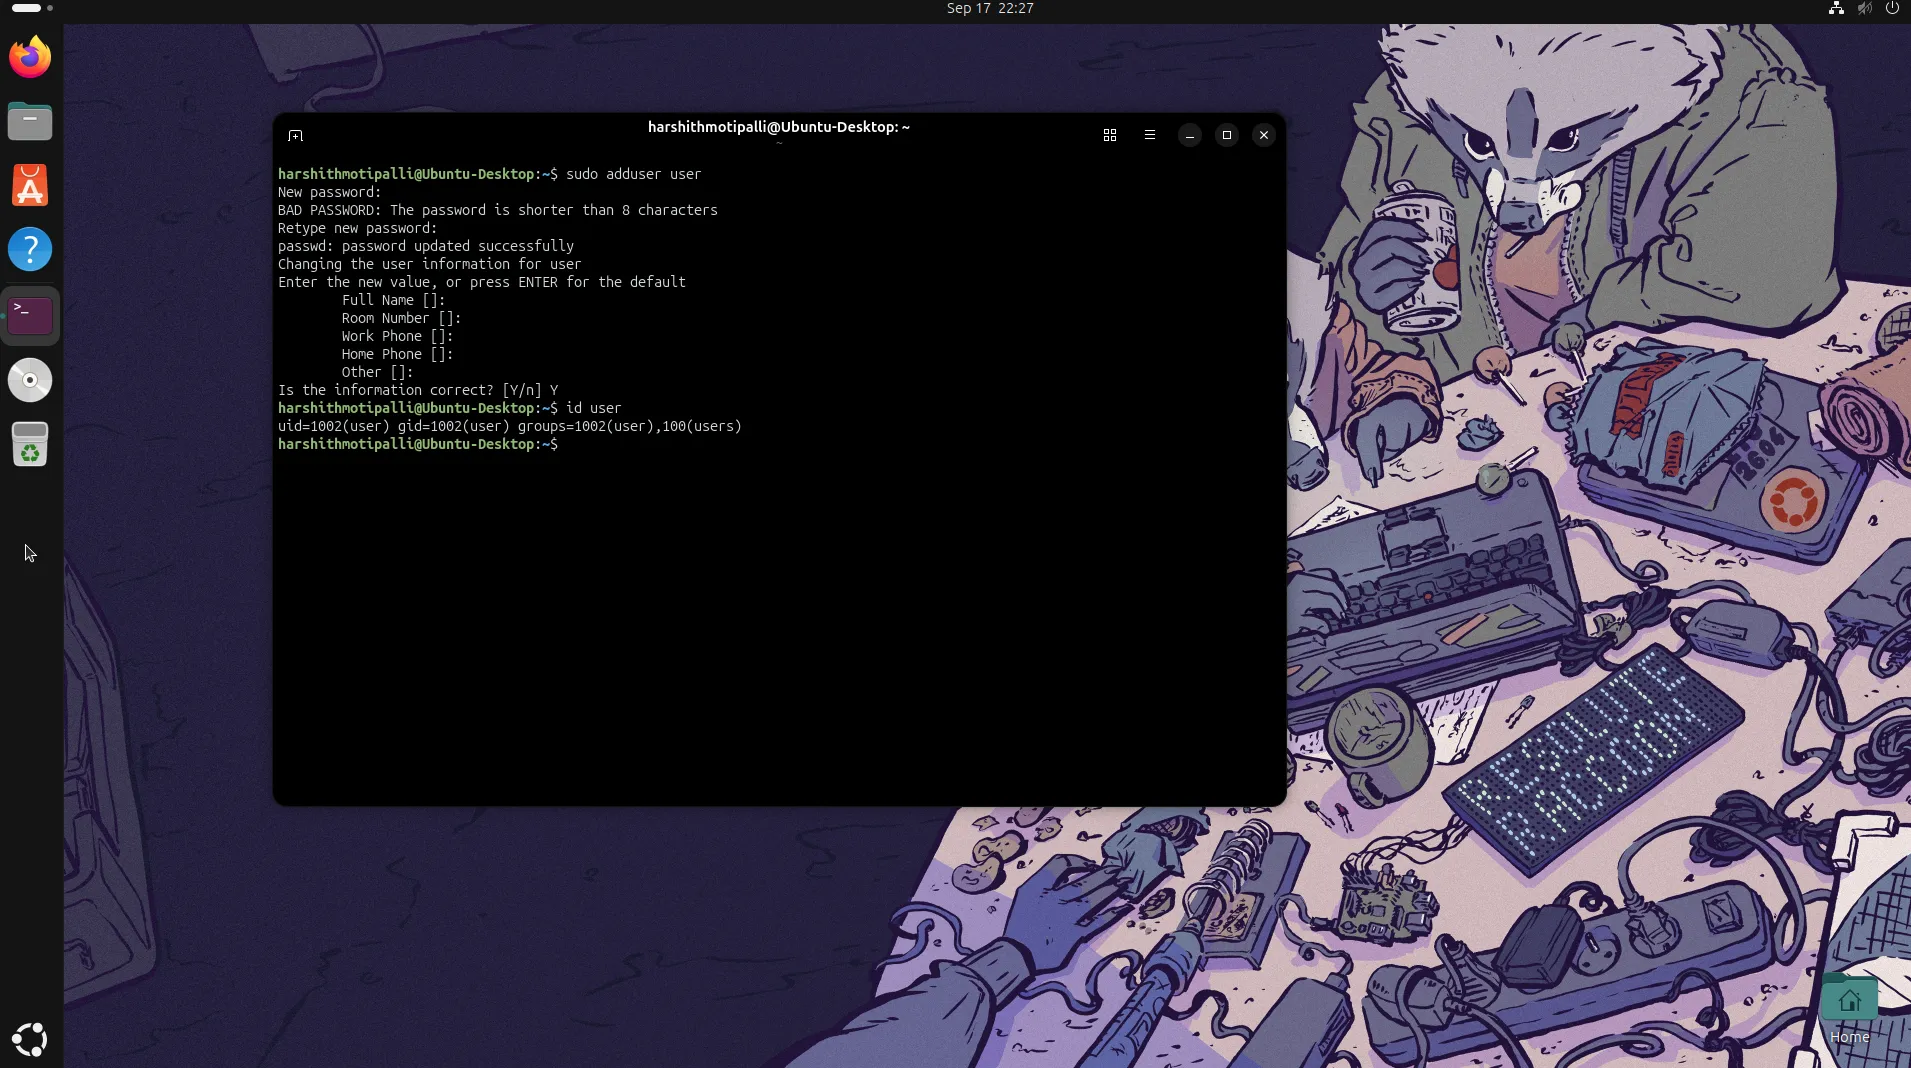 Sep 17 22:27
harshithmotipalli@Ubuntu-Desktop: ~
~
harshithmotipalli@Ubuntu-Desktop:~$ sudo adduser user
New password:
BAD PASSWORD: The password is shorter than 8 characters
Retype new password:
passwd: password updated successfully
Changing the user information for user
Enter the new value, or press ENTER for the default
Full Name []:
Room Number []:
Work Phone []:
Home Phone []:
Other []:
Is the information correct? [Y/n] Y
harshithmotipalli@Ubuntu-Desktop:~$ id user
uid=1002(user) gid=1002(user) groups=1002(user),100(users)
harshithmotipalli@Ubuntu-Desktop:~$
26.04
RESOLUTE
RACCOON
Home